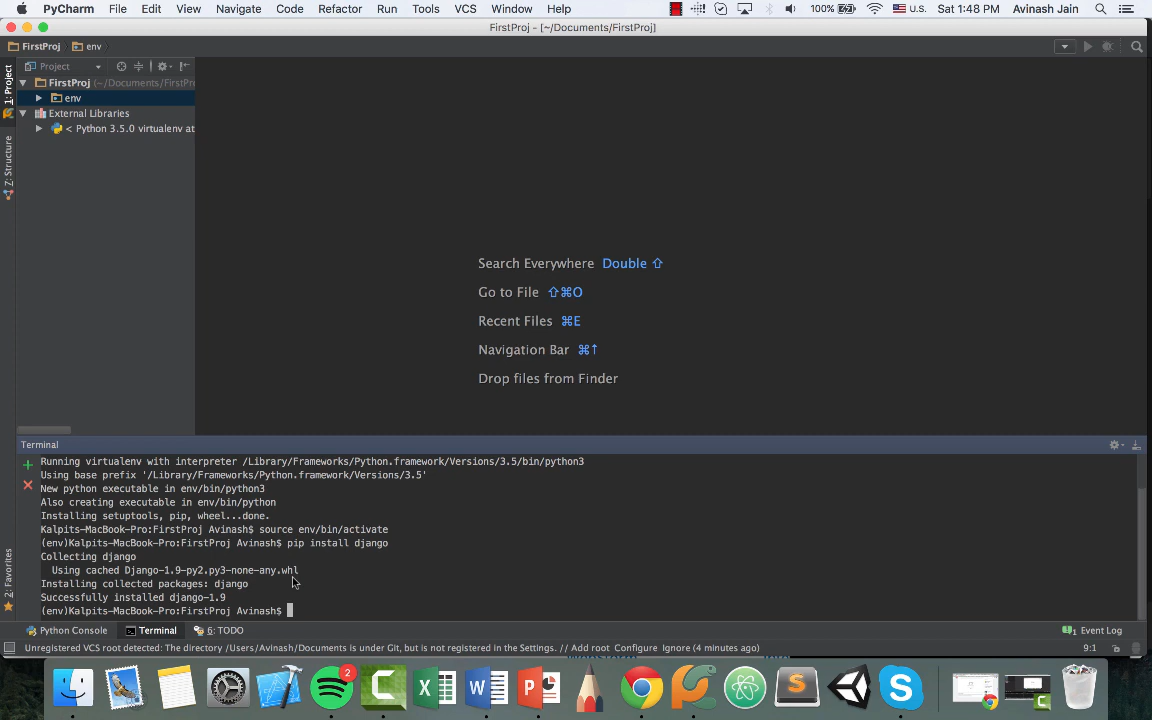 PyCharm File Edit View Navigate Code Refactor Run Tools VCS Window Help 100% U.S. Sat 1:48 PM Avinash Jain
FirstProj - [~/Documents/FirstProj]
FirstProj env
Project
1: Project
FirstProj (~/Documents/FirstPr
env
External Libraries
< Python 3.5.0 virtualenv at
Z: Structure
Search Everywhere Double ⇧
Go to File ⇧⌘O
Recent Files ⌘E
Navigation Bar ⌘↑
Drop files from Finder
Terminal
Running virtualenv with interpreter /Library/Frameworks/Python.framework/Versions/3.5/bin/python3
Using base prefix '/Library/Frameworks/Python.framework/Versions/3.5'
New python executable in env/bin/python3
Also creating executable in env/bin/python
Installing setuptools, pip, wheel...done.
Kalpits-MacBook-Pro:FirstProj Avinash$ source env/bin/activate
(env)Kalpits-MacBook-Pro:FirstProj Avinash$ pip install django
Collecting django
Using cached Django-1.9-py2.py3-none-any.whl
Installing collected packages: django
Successfully installed django-1.9
(env)Kalpits-MacBook-Pro:FirstProj Avinash$
2: Favorites
Python Console Terminal 6: TODO 1 Event Log
Unregistered VCS root detected: The directory /Users/Avinash/Documents is under Git, but is not registered in the Settings. // Add root Configure Ignore (4 minutes ago) 9:1
2